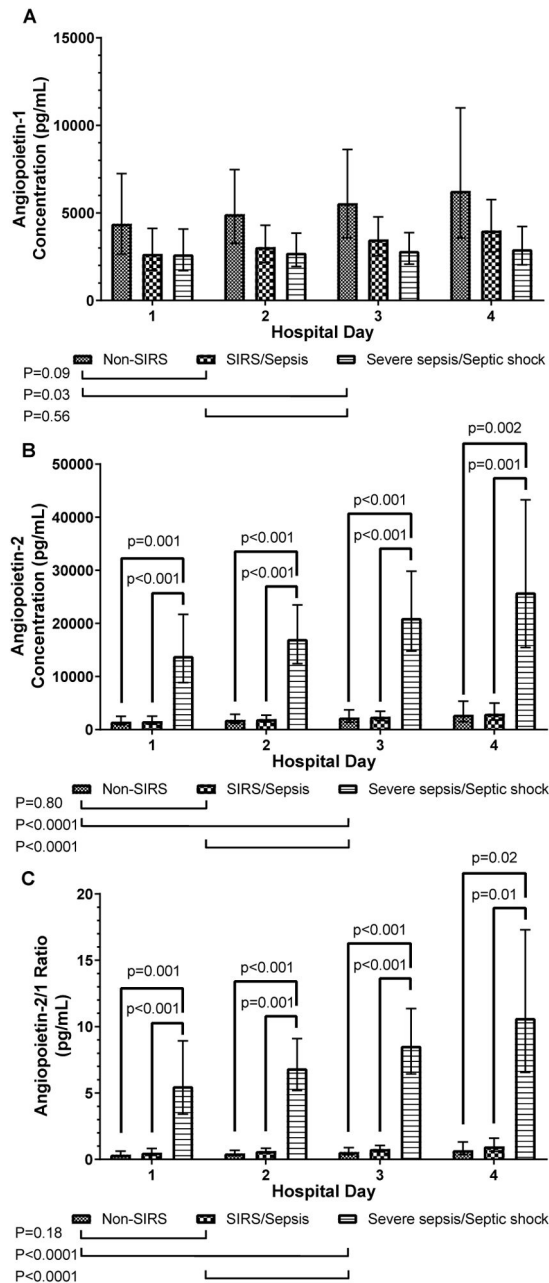 A
Angiopoietin-1
Concentration (pg/mL)
15000
10000
5000
0
1 2 3 4
Hospital Day
Non-SIRS SIRS/Sepsis Severe sepsis/Septic shock
P=0.09
P=0.03
P=0.56
B
Angiopoietin-2
Concentration (pg/mL)
50000
40000
30000
20000
10000
0
p=0.001
p<0.001
p<0.001
p<0.001
p<0.001
p<0.001
p=0.002
p=0.001
1 2 3 4
Hospital Day
Non-SIRS SIRS/Sepsis Severe sepsis/Septic shock
P=0.80
P<0.0001
P<0.0001
C
Angiopoietin-2/1 Ratio
(pg/mL)
20
15
10
5
0
p=0.001
p<0.001
p<0.001
p=0.001
p<0.001
p<0.001
p=0.02
p=0.01
1 2 3 4
Hospital Day
Non-SIRS SIRS/Sepsis Severe sepsis/Septic shock
P=0.18
P<0.0001
P<0.0001